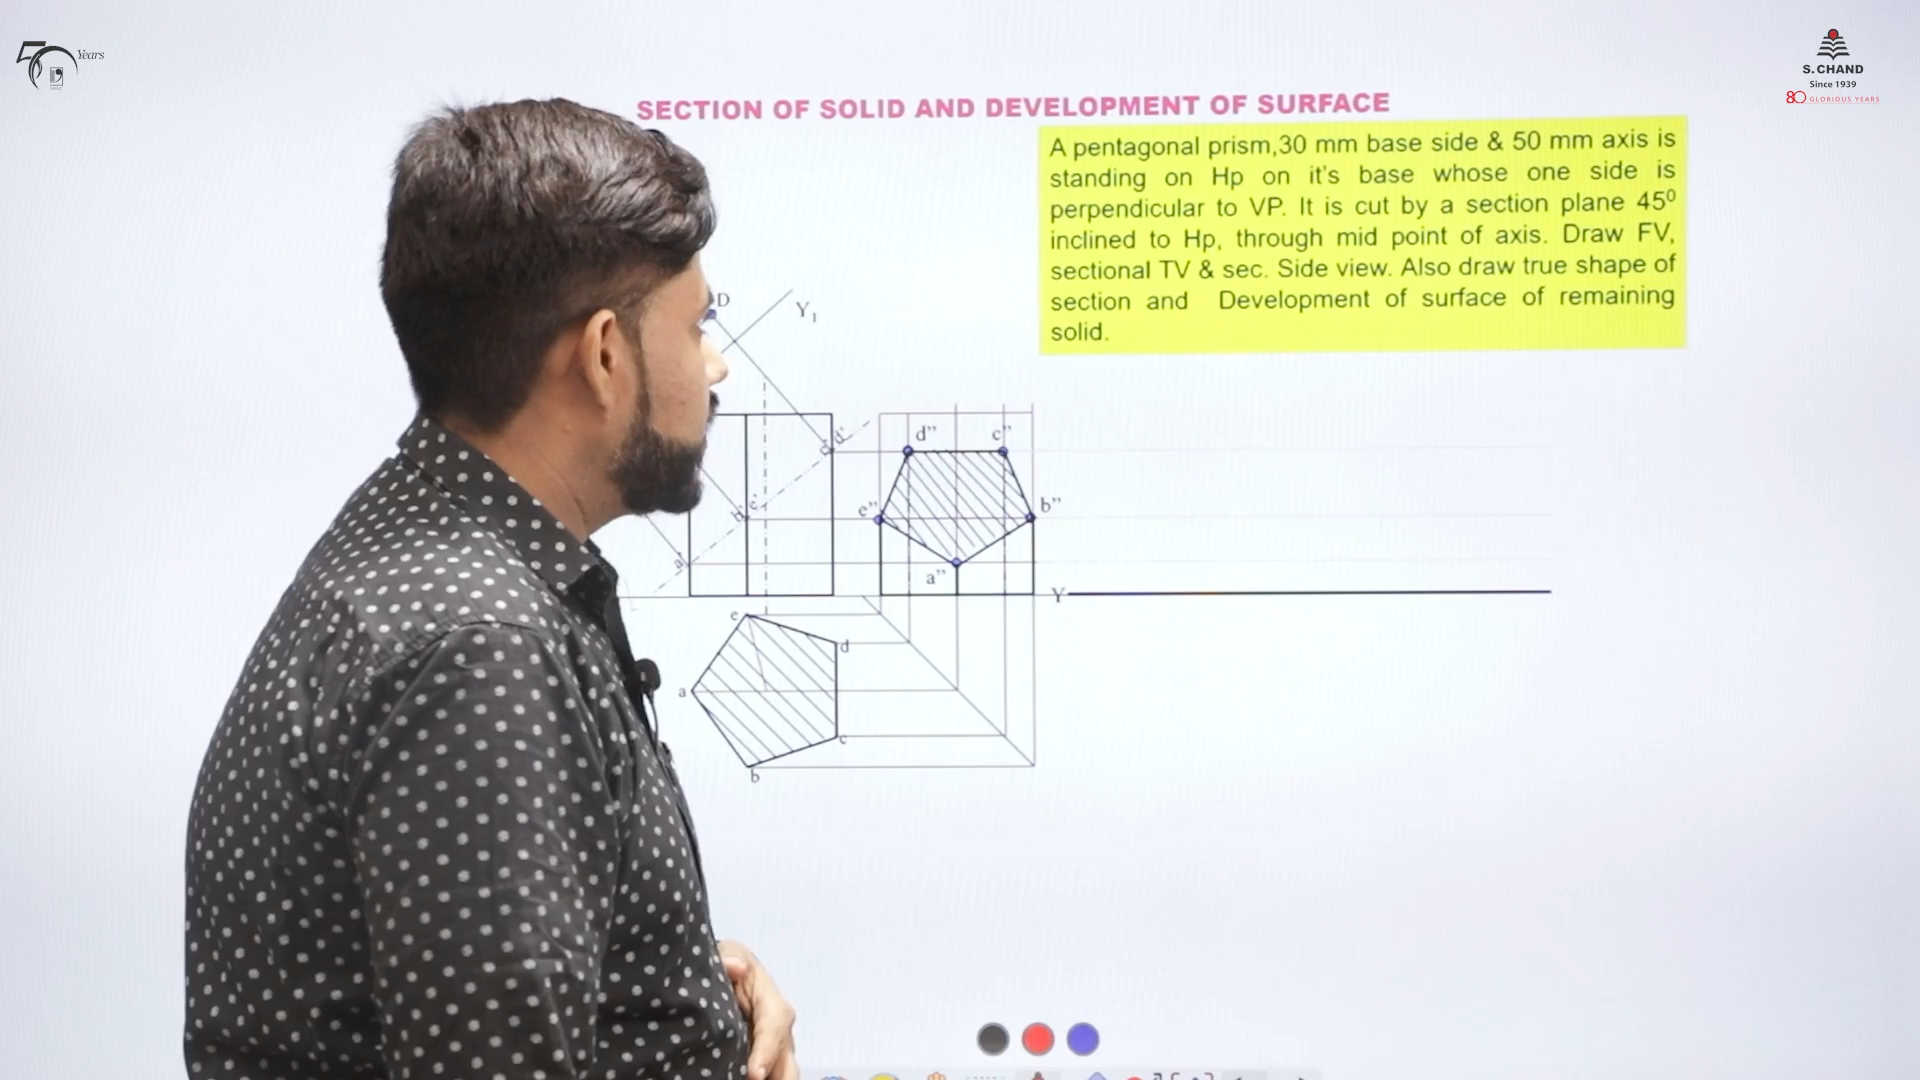 50 Years
S. CHAND
Since 1939
80 GLORIOUS YEARS
SECTION OF SOLID AND DEVELOPMENT OF SURFACE
A pentagonal prism,30 mm base side & 50 mm axis is
standing on Hp on it's base whose one side is
perpendicular to VP. It is cut by a section plane 45⁰
inclined to Hp, through mid point of axis. Draw FV,
sectional TV & sec. Side view. Also draw true shape of
section and Development of surface of remaining
solid.
D
Y₁
d'
d”
c”
b' e'
e”
b”
a'
a”
Y
e
d
a
c
b